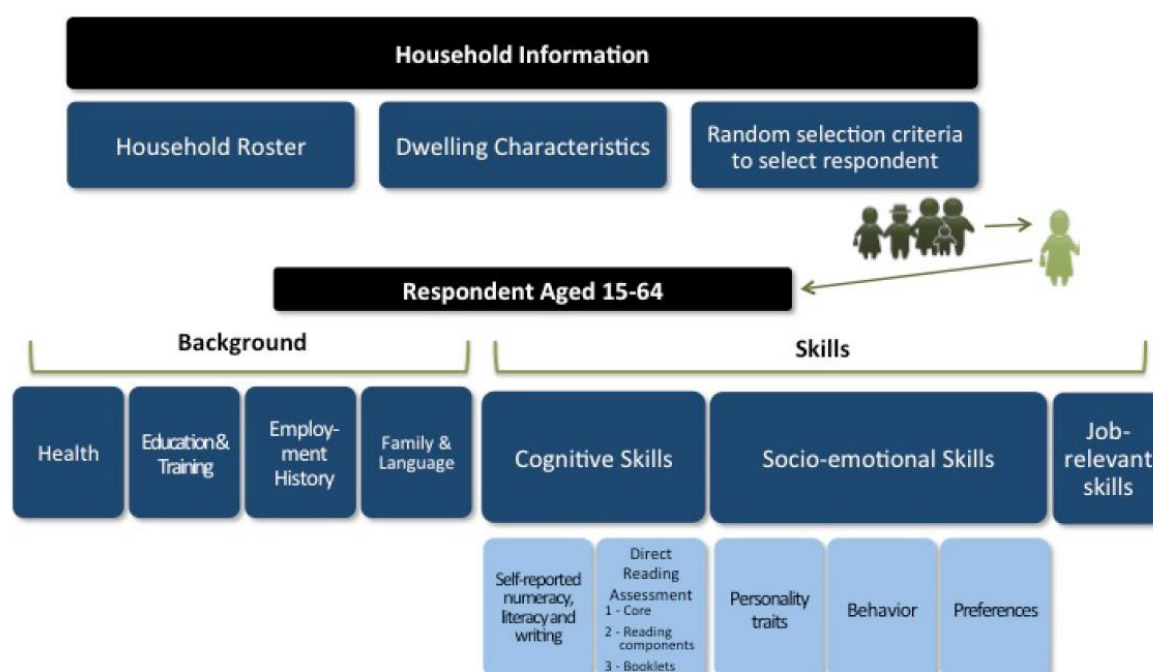 Household Information
Household Roster
Dwelling Characteristics
Random selection criteria
to select respondent
Respondent Aged 15-64
Background
Skills
Health
Education &
Training
Employ-
ment
History
Family &
Language
Cognitive Skills
Socio-emotional Skills
Job-
relevant
skills
Self-reported
numeracy,
literacy and
writing
Direct
Reading
Assessment
1 - Core
2 - Reading
components
3 - Booklets
Personality
traits
Behavior
Preferences